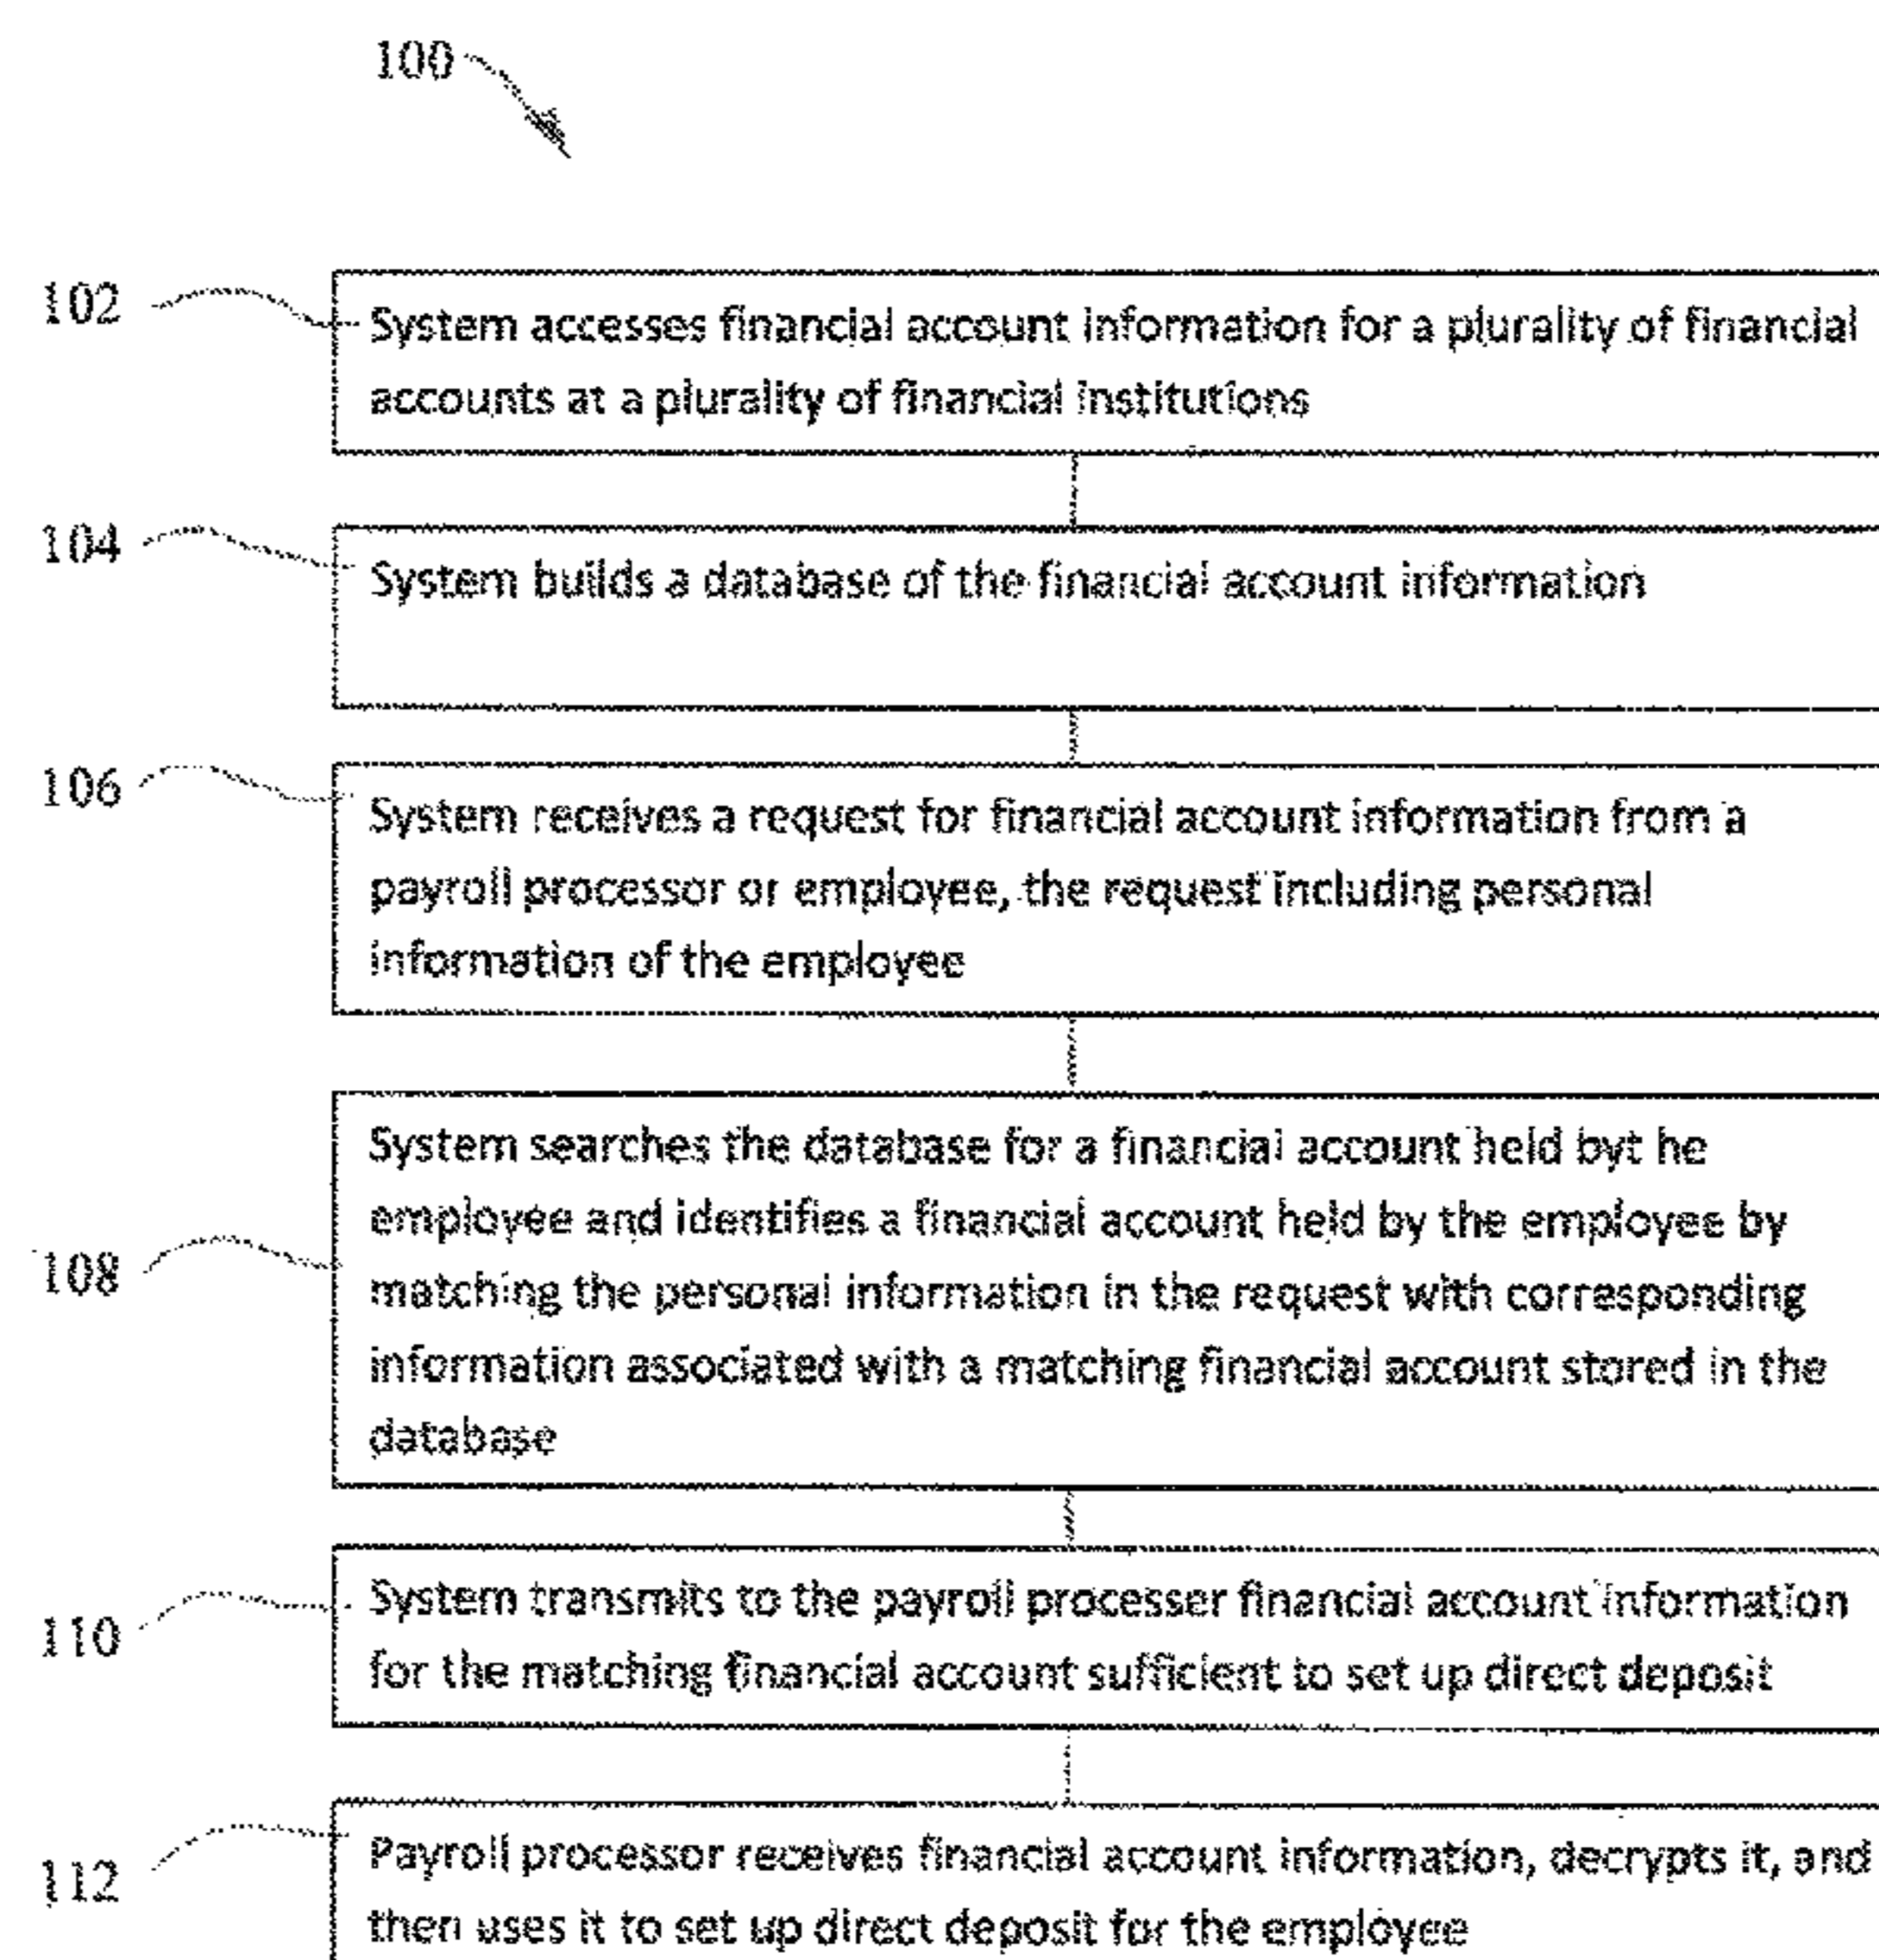 100
102
System accesses financial account information for a plurality of financial
accounts at a plurality of financial institutions
104
System builds a database of the financial account information
106
System receives a request for financial account information from a
payroll processor or employee, the request including personal
information of the employee
108
System searches the database for a financial account held byt he
employee and identifies a financial account held by the employee by
matching the personal information in the request with corresponding
information associated with a matching financial account stored in the
database
110
System transmits to the payroll processer financial account information
for the matching financial account sufficient to set up direct deposit
112
Payroll processor receives financial account information, decrypts it, and
then uses it to set up direct deposit for the employee